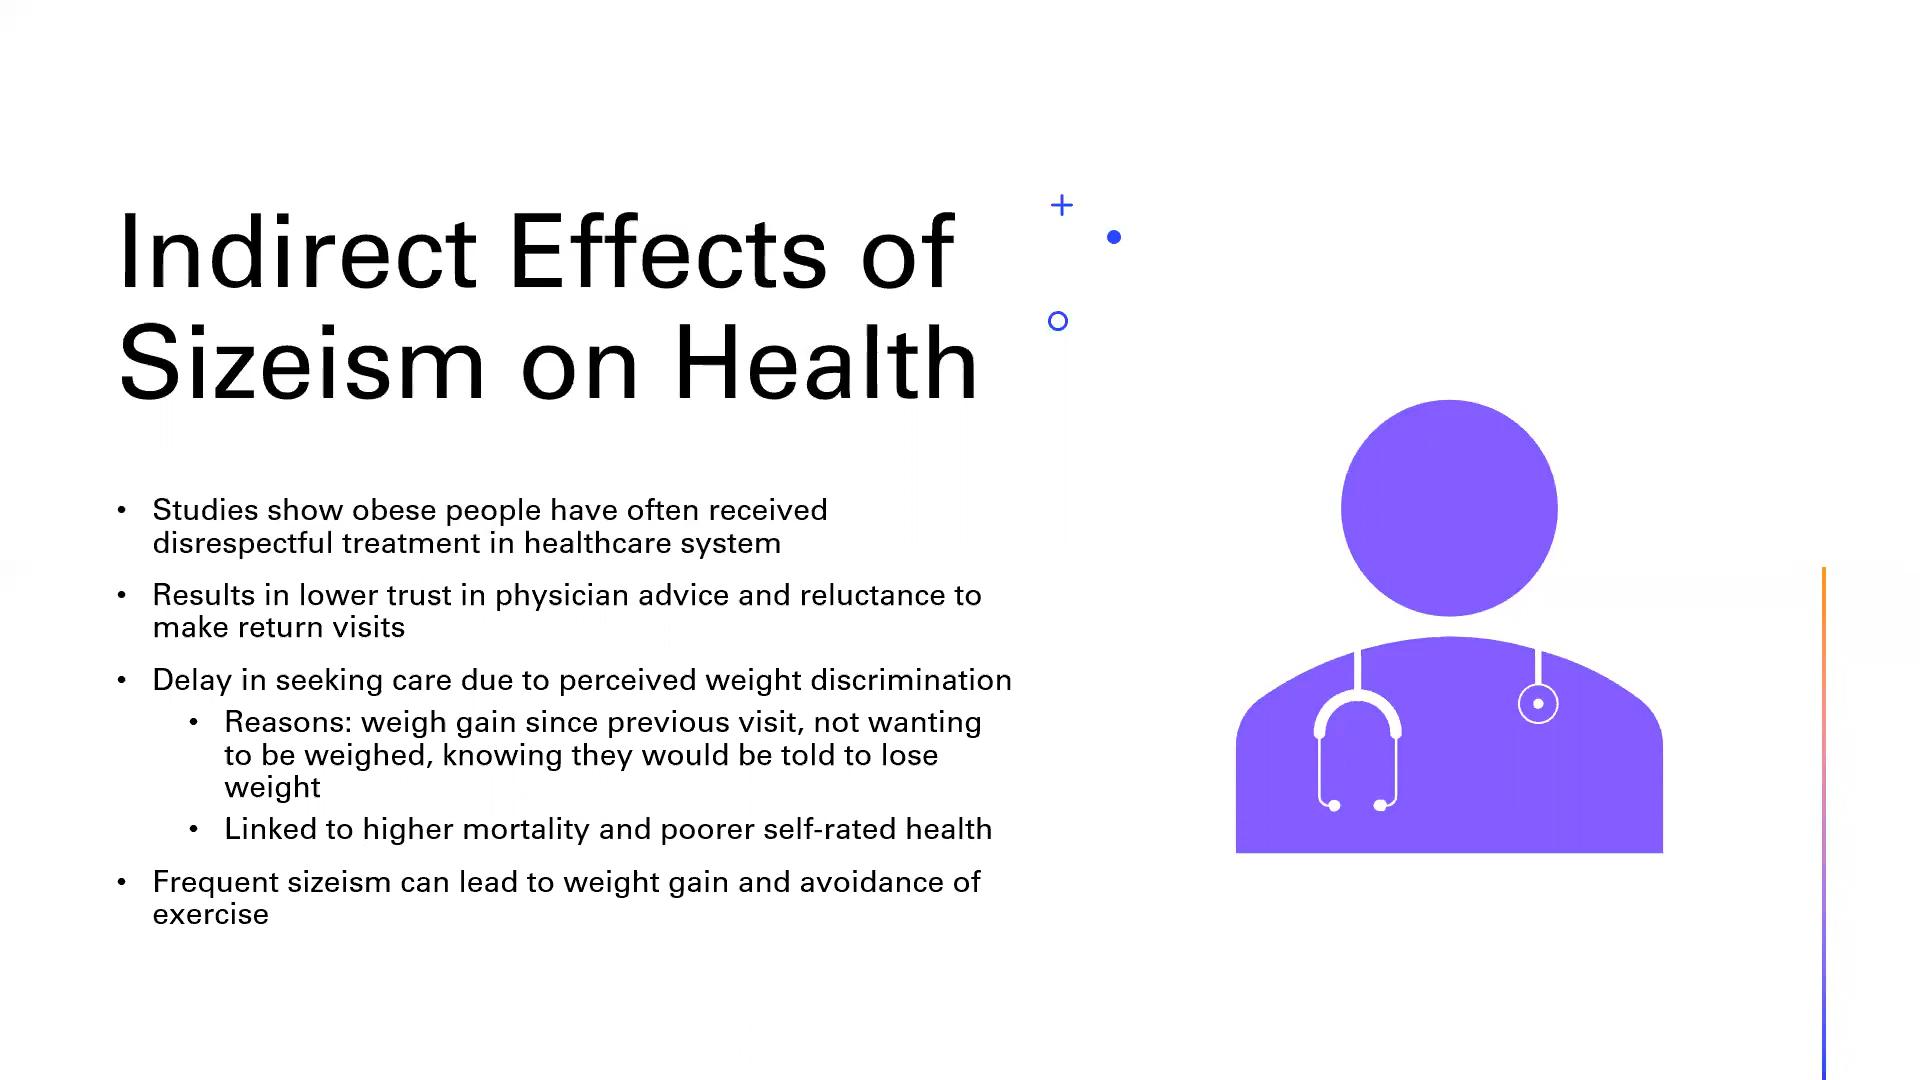 Indirect Effects of
Sizeism on Health
• Studies show obese people have often received
disrespectful treatment in healthcare system
• Results in lower trust in physician advice and reluctance to
make return visits
• Delay in seeking care due to perceived weight discrimination
• Reasons: weigh gain since previous visit, not wanting
to be weighed, knowing they would be told to lose
weight
• Linked to higher mortality and poorer self-rated health
• Frequent sizeism can lead to weight gain and avoidance of
exercise